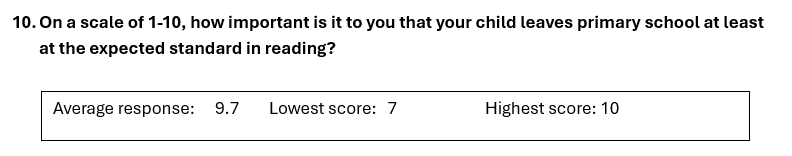 10. On a scale of 1-10, how important is it to you that your child leaves primary school at least
at the expected standard in reading?
Average response: 9.7 Lowest score: 7 Highest score: 10